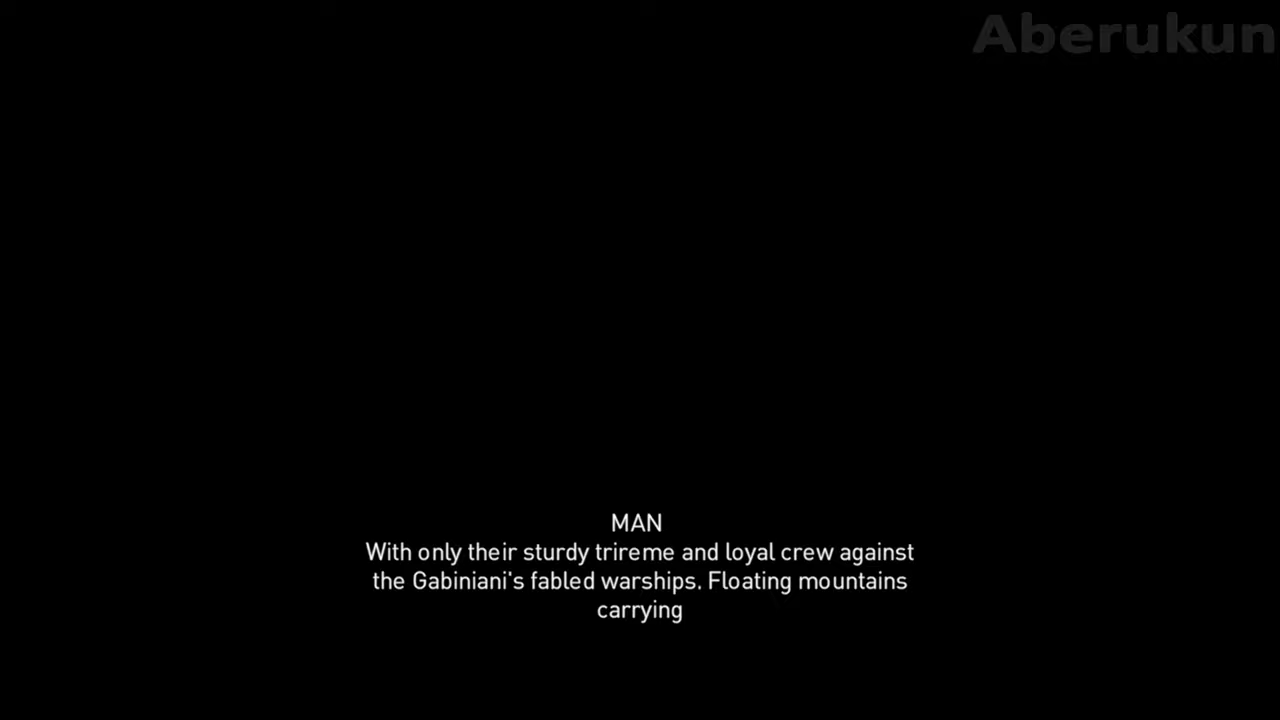 Aberukun
MAN
With only their sturdy trireme and loyal crew against
the Gabiniani's fabled warships. Floating mountains
carrying